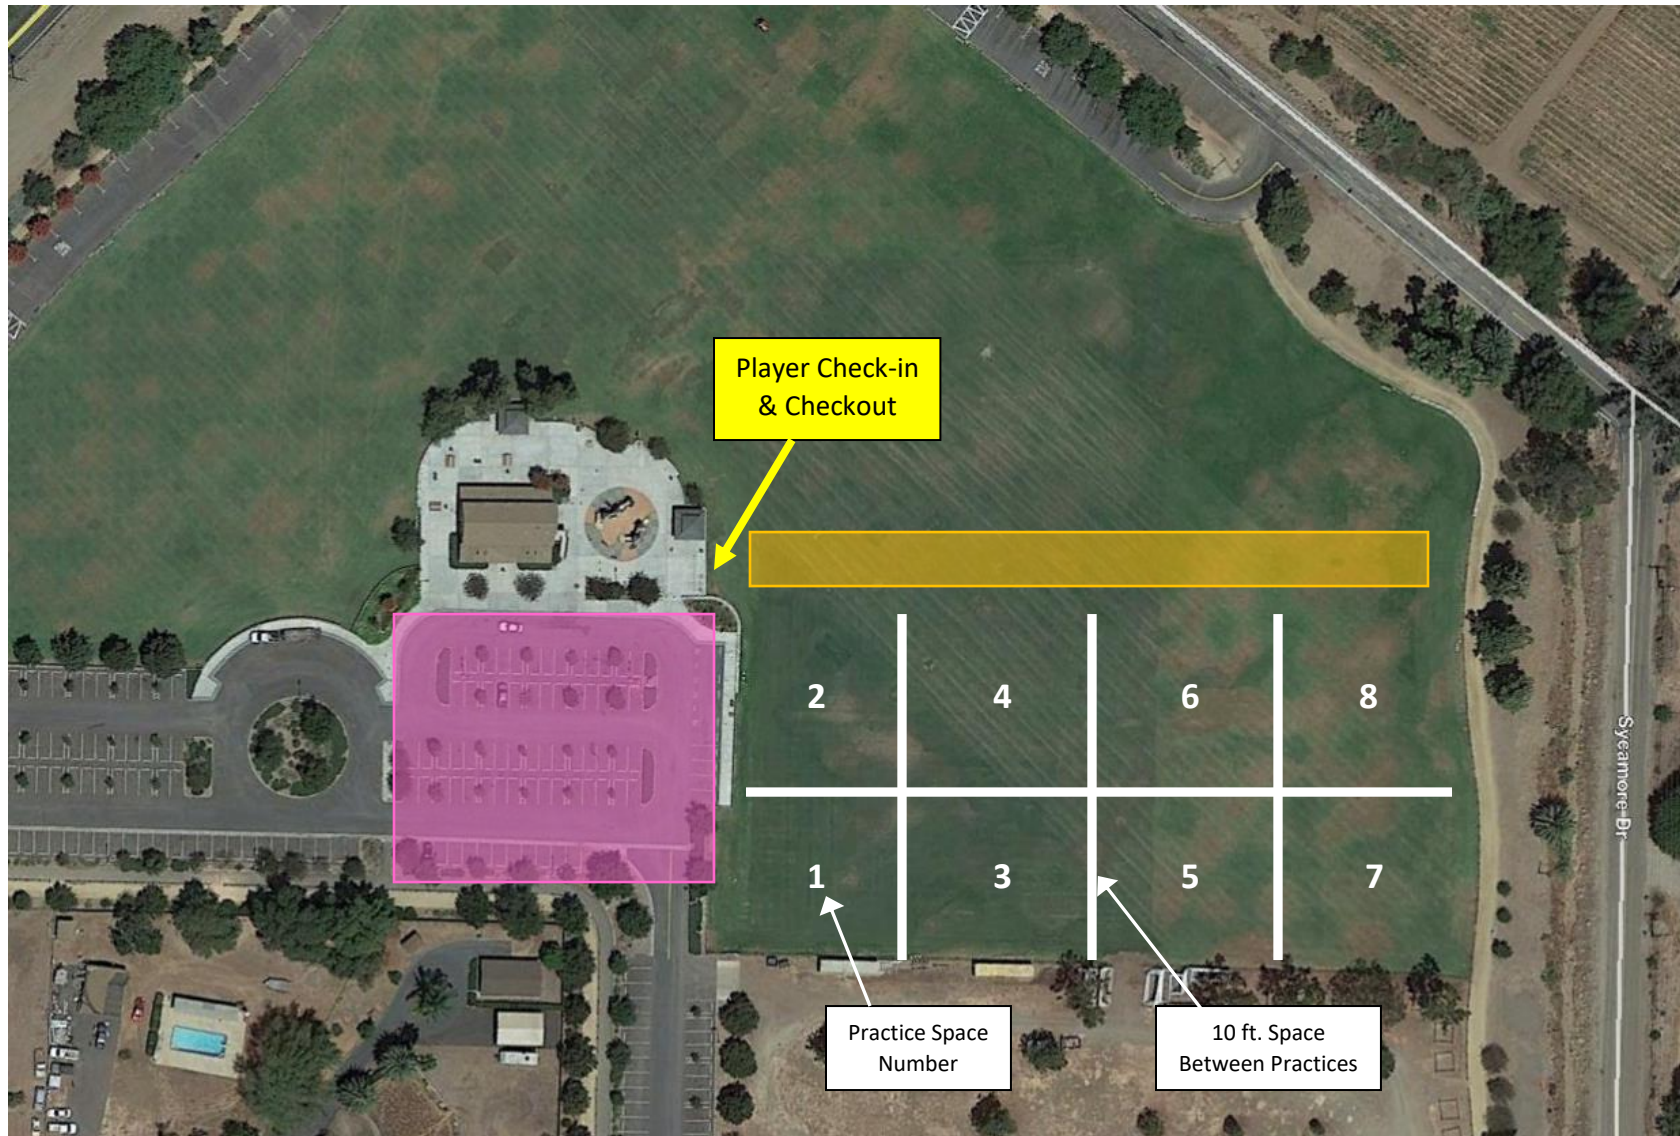 Player Check-in
& Checkout
2
4
6
8
1
3
5
7
Sycamore Dr
Practice Space
Number
10 ft. Space
Between Practices